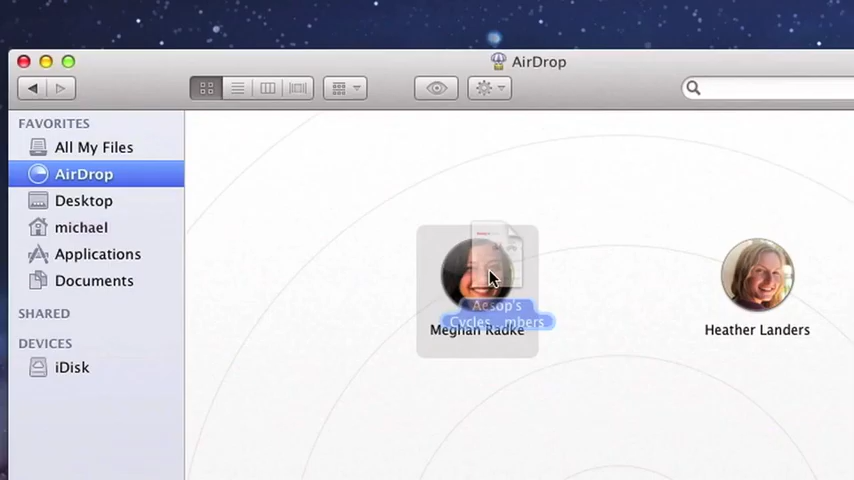 AirDrop
FAVORITES
All My Files
AirDrop
Desktop
michael
Applications
Documents
SHARED
DEVICES
iDisk
Aesop's
Cycles...mbers
Meghan Radke
Heather Landers